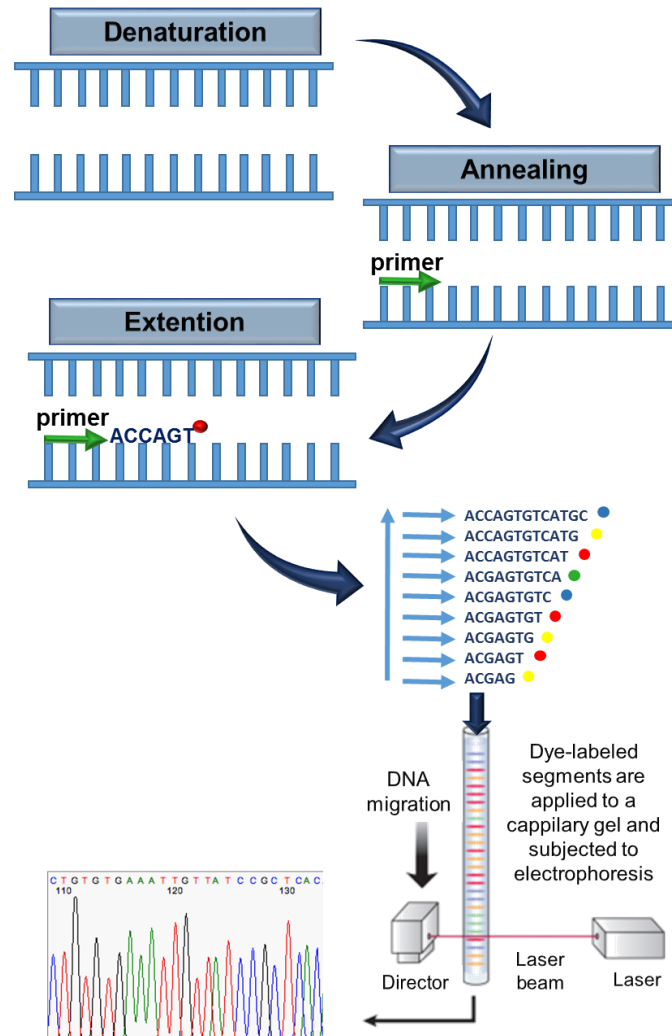 Denaturation
Annealing
primer
Extention
primer
ACCAGT
ACCAGTGTCATGC
ACCAGTGTCATG
ACCAGTGTCAT
ACGAGTGTCA
ACGAGTGTC
ACGAGTGT
ACGAGTG
ACGAGT
ACGAG
DNA
migration
Dye-labeled
segments are
applied to a
cappilary gel and
subjected to
electrophoresis
CTGTGTGAAATTGTTATCCGCTCAC
110 120 130
Director
Laser
beam
Laser